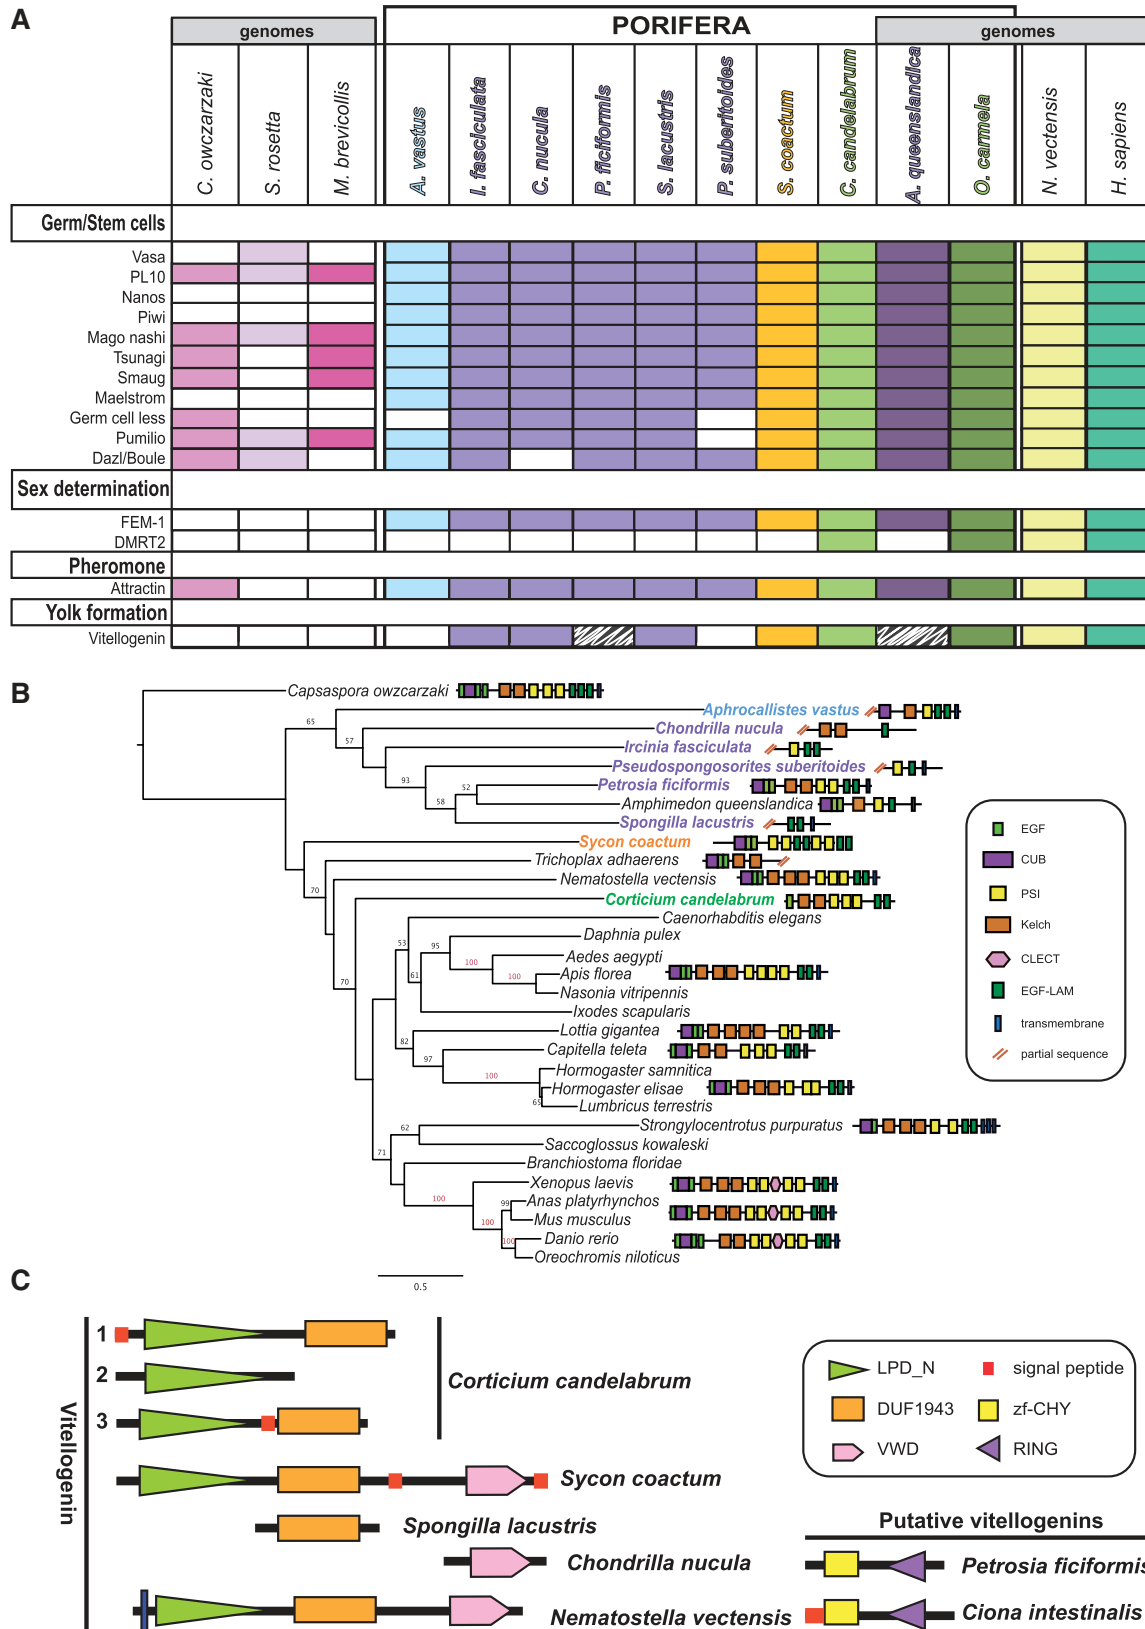 A
genomes
PORIFERA
genomes
C. owczarzaki
S. rosetta
M. brevicollis
A. vastus
I. fasciculata
C. nucula
P. ficiformis
S. lacustris
P. suberitoides
S. coactum
C. candelabrum
A. queenslandica
O. carmela
N. vectensis
H. sapiens
Germ/Stem cells
Vasa
PL10
Nanos
Piwi
Mago nashi
Tsunagi
Smaug
Maelstrom
Germ cell less
Pumilio
Dazl/Boule
Sex determination
FEM-1
DMRT2
Pheromone
Attractin
Yolk formation
Vitellogenin
B
Capsaspora owzcarzaki
Aphrocallistes vastus
65
Chondrilla nucula
57
Ircinia fasciculata
Pseudospongosorites suberitoides
93
Petrosia ficiformis
52
Amphimedon queenslandica
58
Spongilla lacustris
Sycon coactum
Trichoplax adhaerens
Nematostella vectensis
70
Corticium candelabrum
Caenorhabditis elegans
Daphnia pulex
53
95
Aedes aegypti
100
Apis florea
100
61
70
Nasonia vitripennis
Ixodes scapularis
Lottia gigantea
82
Capitella teleta
97
Hormogaster samnitica
100
Hormogaster elisae
65
Lumbricus terrestris
Strongylocentrotus purpuratus
62
Saccoglossus kowaleski
71
Branchiostoma floridae
Xenopus laevis
100
Anas platyrhynchos
99
Mus musculus
100
Danio rerio
100
Oreochromis niloticus
0.5
EGF
CUB
PSI
Kelch
CLECT
EGF-LAM
transmembrane
partial sequence
C
Vitellogenin
1
2
3
Corticium candelabrum
Sycon coactum
Spongilla lacustris
Chondrilla nucula
Nematostella vectensis
LPD_N
signal peptide
DUF1943
zf-CHY
VWD
RING
Putative vitellogenins
Petrosia ficiformis
Ciona intestinalis